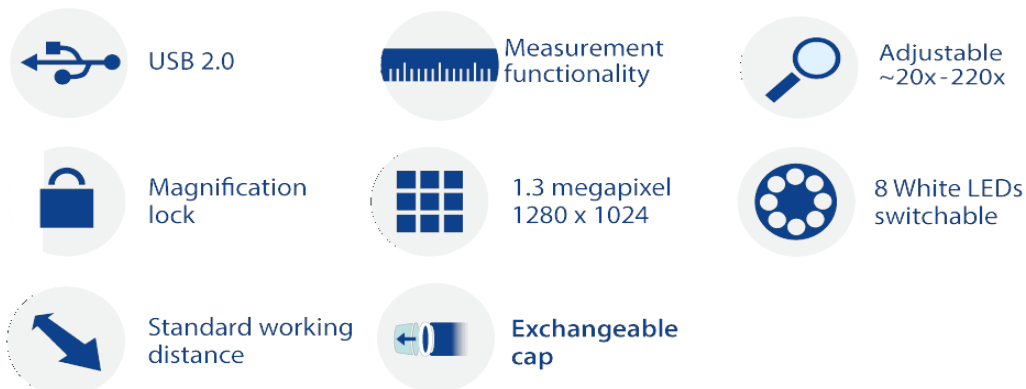 USB 2.0
Measurement
functionality
Adjustable
~20x-220x
Magnification
lock
1.3 megapixel
1280 x 1024
8 White LEDs
switchable
Standard working
distance
Exchangeable
cap